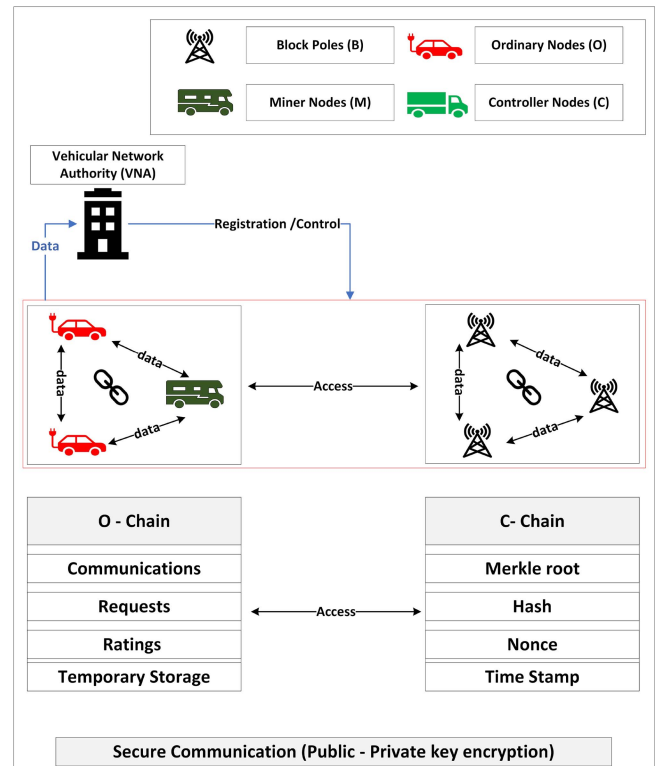 Block Poles (B)
Ordinary Nodes (O)
Miner Nodes (M)
Controller Nodes (C)
Vehicular Network
Authority (VNA)
Registration /Control
Data
data
data
data
Access
data
data
data
O - Chain
C- Chain
Communications
Merkle root
Requests
Hash
Access
Ratings
Nonce
Temporary Storage
Time Stamp
Secure Communication (Public - Private key encryption)